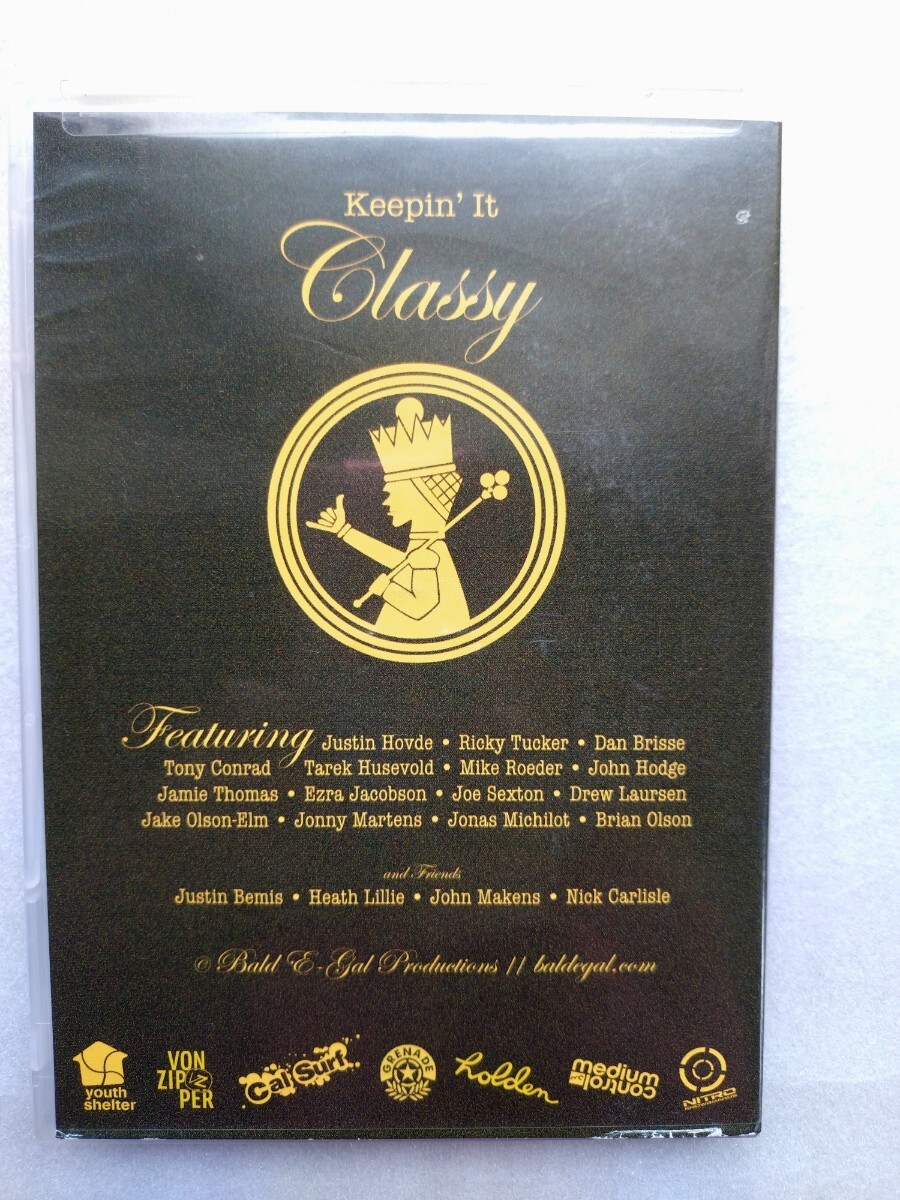 Keepin' It
Classy
Featuring Justin Hovde • Ricky Tucker • Dan Brisse
Tony Conrad Tarek Husevold • Mike Roeder • John Hodge
Jamie Thomas • Ezra Jacobson • Joe Sexton • Drew Laursen
Jake Olson-Elm • Jonny Martens • Jonas Michilot • Brian Olson
and Friends
Justin Bemis • Heath Lillie • John Makens • Nick Carlisle
© Bald E-Gal Productions // baldegal.com
youth
shelter
VON
ZIP
PER
Cal Surf
GRENADE
holden
medium
control
NITRO